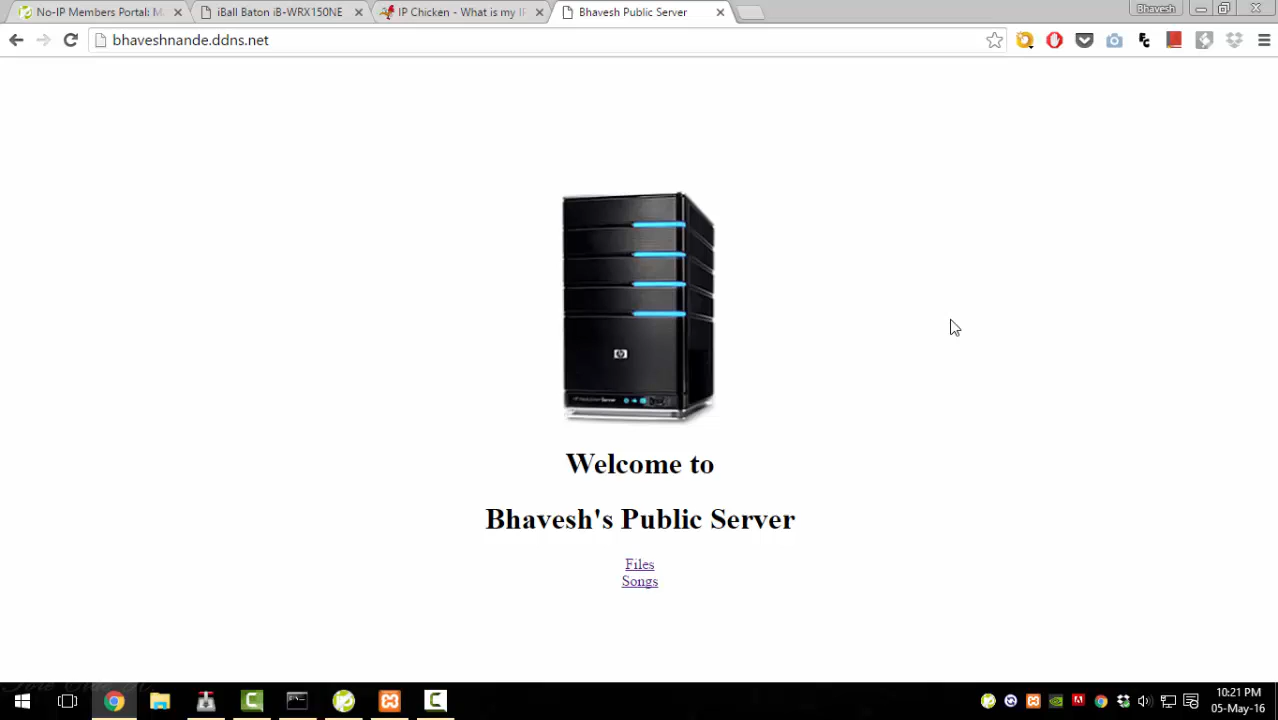 No-IP Members Portal: M
iBall Baton iB-WRX150NE
IP Chicken - What is my IP
Bhavesh Public Server
Bhavesh
bhaveshnande.ddns.net
Welcome to
Bhavesh's Public Server
Files
Songs
10:21 PM
05-May-16